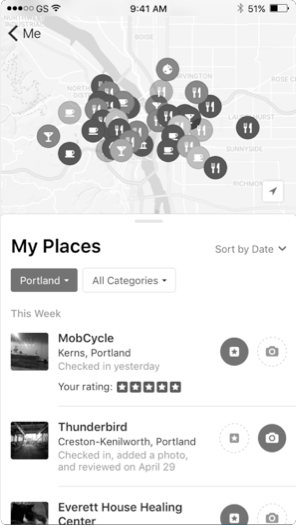 GS 9:41 AM 51%
Me
BOISE
SUNNYSIDE
RICHMOND
My Places
Sort by Date
Portland All Categories
This Week
MobCycle
Kerns, Portland
Checked in yesterday
Your rating:
Thunderbird
Creston-Kenilworth, Portland
Checked in, added a photo,
and reviewed on April 29
Everett House Healing
Center